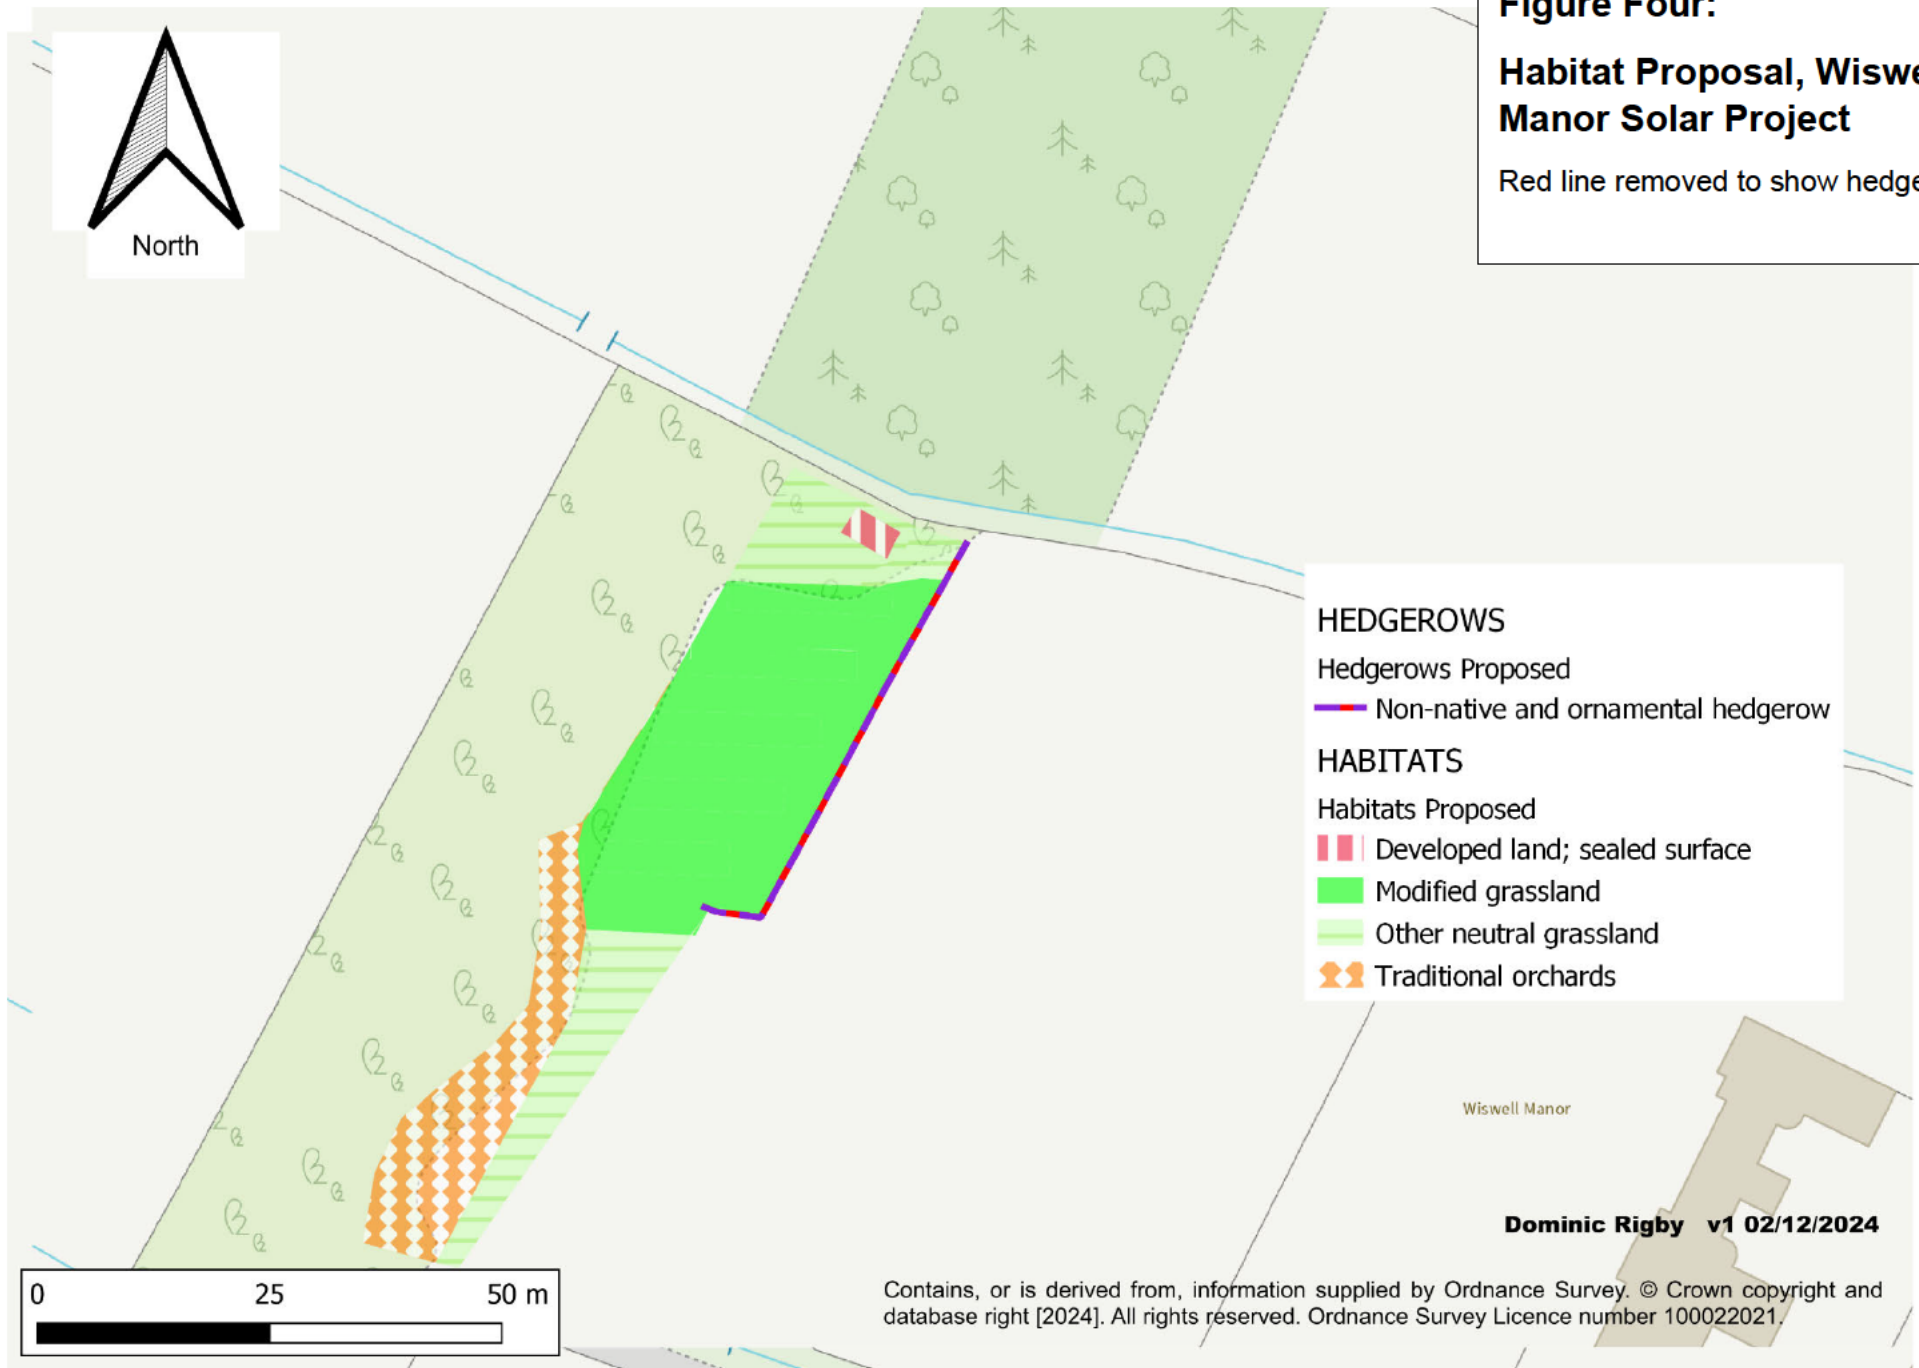 Figure Four:
Habitat Proposal,
Manor Solar Project
Red line removed to show
North
HEDGEROWS
Hedgerows Proposed
Non-native and ornamental hedgerow
HABITATS
Habitats Proposed
Developed land; sealed surface
Modified grassland
Other neutral grassland
Traditional orchards
Wiswell Manor
Dominic Rigby v1 02/12/2024
0 25 50 m
Contains, or is derived from, information supplied by Ordnance Survey. © Crown copyright and
database right [2024]. All rights reserved. Ordnance Survey Licence number 100022021.